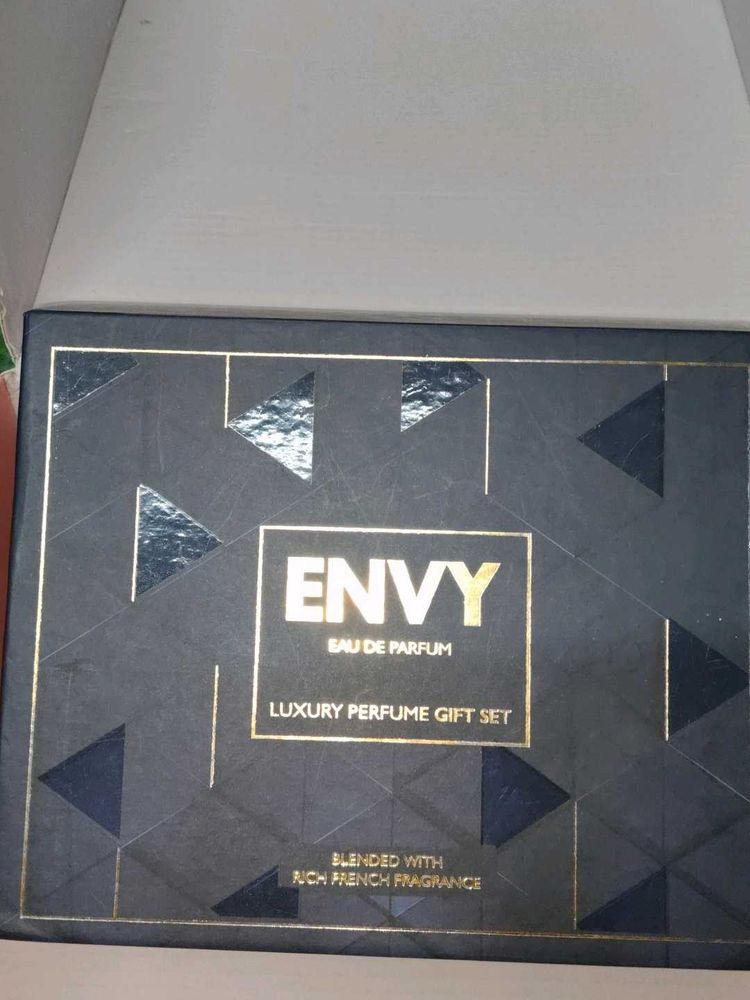 ENVY
EAU DE PARFUM
LUXURY PERFUME GIFT SET
BLENDED WITH
RICH FRENCH FRAGRANCE